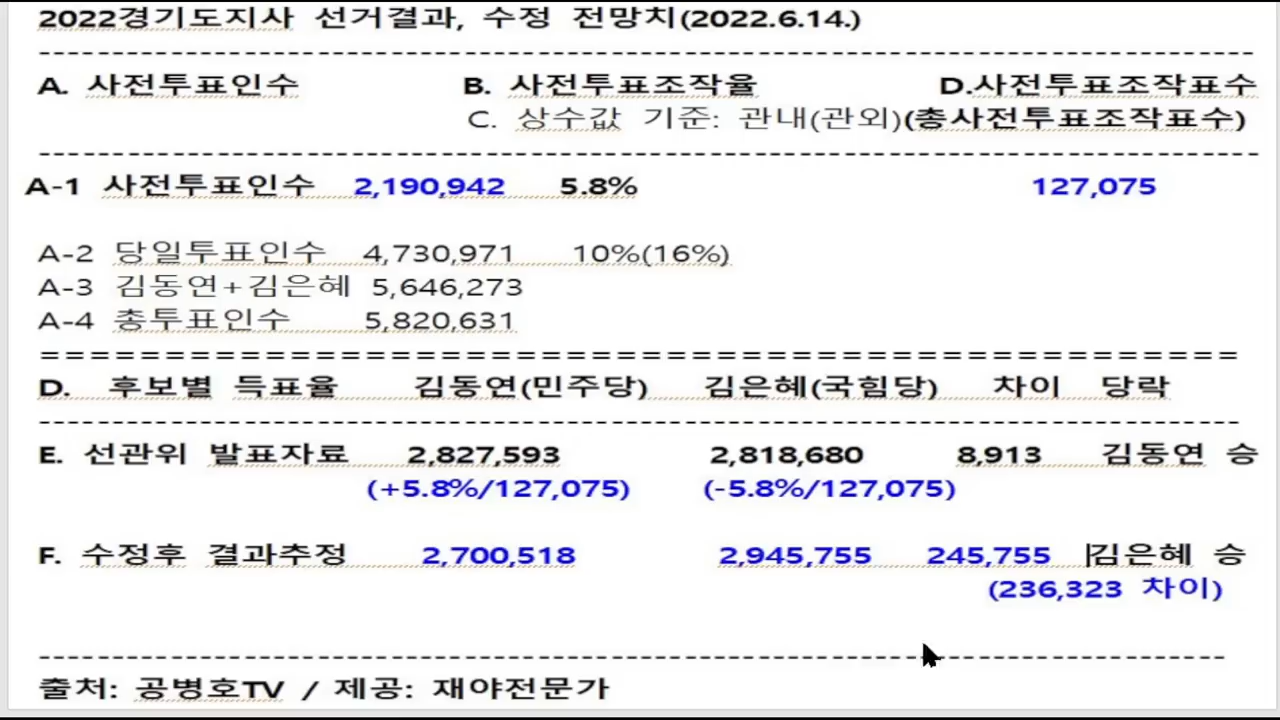 2022경기도지사 선거결과, 수정 전망치(2022.6.14.)
--------------------------------------------------------------------------------
A. 사전투표인수 B. 사전투표조작율 D.사전투표조작표수
C. 상수값 기준: 관내(관외)(총사전투표조작표수)
--------------------------------------------------------------------------------
A-1 사전투표인수 2,190,942 5.8% 127,075
A-2 당일투표인수 4,730,971 10%(16%)
A-3 김동연+김은혜 5,646,273
A-4 총투표인수 5,820,631
================================================
D. 후보별 득표율 김동연(민주당) 김은혜(국힘당) 차이 당락
--------------------------------------------------------------------------------
E. 선관위 발표자료 2,827,593 2,818,680 8,913 김동연 승
(+5.8%/127,075) (-5.8%/127,075)
F. 수정후 결과추정 2,700,518 2,945,755 245,755 김은혜 승
(236,323 차이)
--------------------------------------------------------------------------------
출처: 공병호TV / 제공: 재야전문가